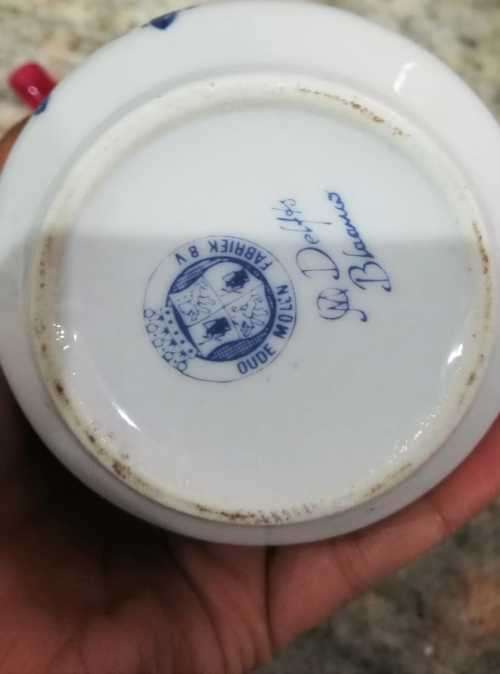 Delfts
Blauw
OUDE MOLEN FABRIEK B V